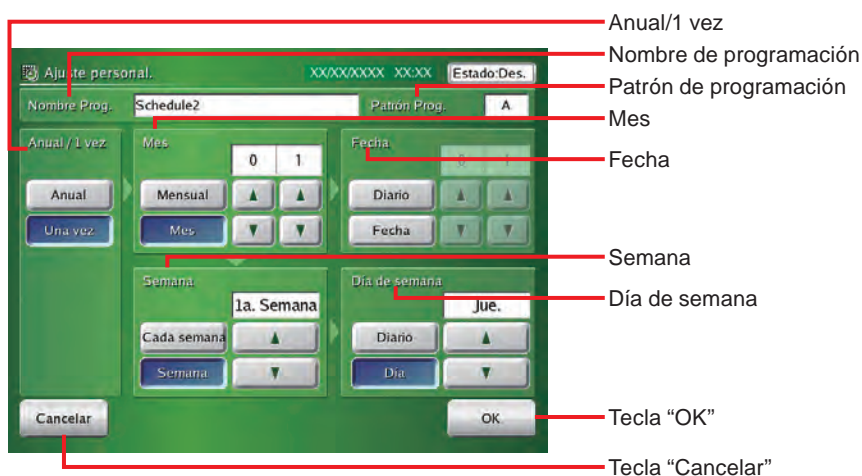 Anual/1 vez
Nombre de programación
Ajuste personal. XX/XX/XXXX XX:XX Estado:Des.
Patrón de programación
Nombre Prog. Schedule2 Patrón Prog. A
Mes
Anual / 1 vez Mes Fecha
0 1 0 1
Fecha
Anual Mensual Diario
Una vez Mes Fecha
Semana
Semana Día de semana
Día de semana
1a. Semana Jue.
Cada semana Diario
Semana Día
Cancelar OK
Tecla “OK”
Tecla “Cancelar”